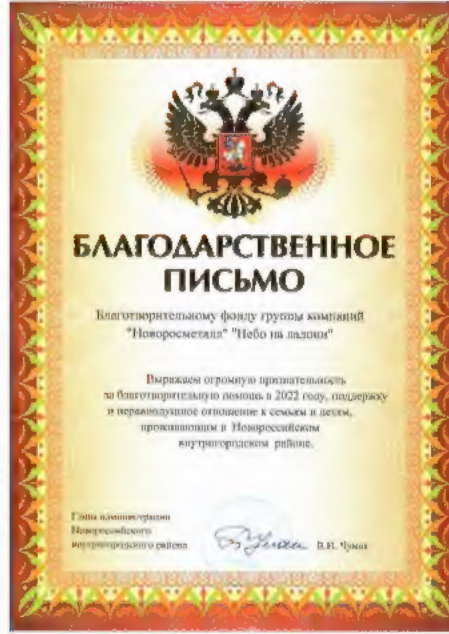 БЛАГОДАРСТВЕННОЕ
ПИСЬМО
Благотворительному фонду группы компаний
"Новоросметалл" "Небо на ладони"
Выражаем огромную признательность
за благотворительную помощь в 2022 году, поддержку
и неравнодушное отношение к семьям и детям,
проживающим в Новороссийском
внутригородском районе.
Глава администрации
Новороссийского
внутригородского района В.И. Чумак